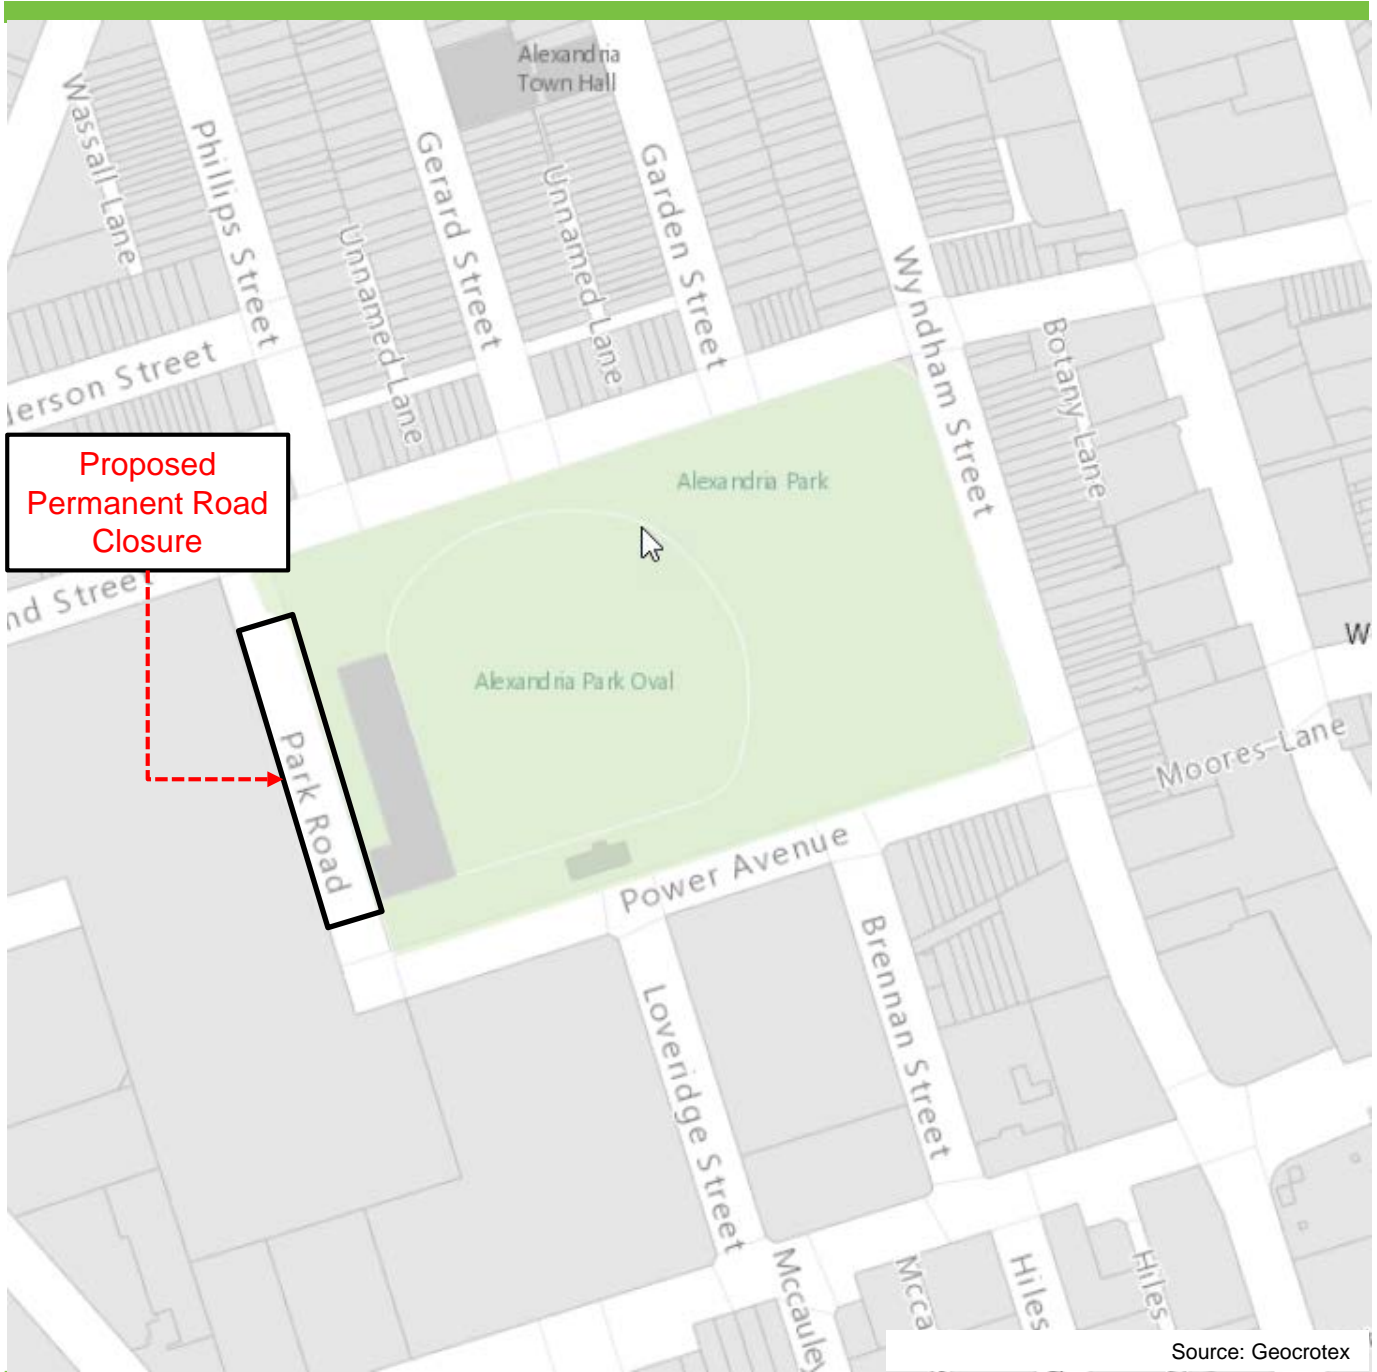 Alexandria
Town Hall
Wassall Lane
Phillips Street
Gerard Street
Unnamed Lane
Unnamed Lane
Garden Street
Wyndham Street
Botany Lane
derson Street
Proposed
Permanent Road
Closure
nd Street
Alexandria Park
Alexandria Park Oval
W
Park Road
Moores Lane
Power Avenue
Brennan Street
Loveridge Street
Mccauley
Mcca
Hiles
Hiles
Source: Geocrotex